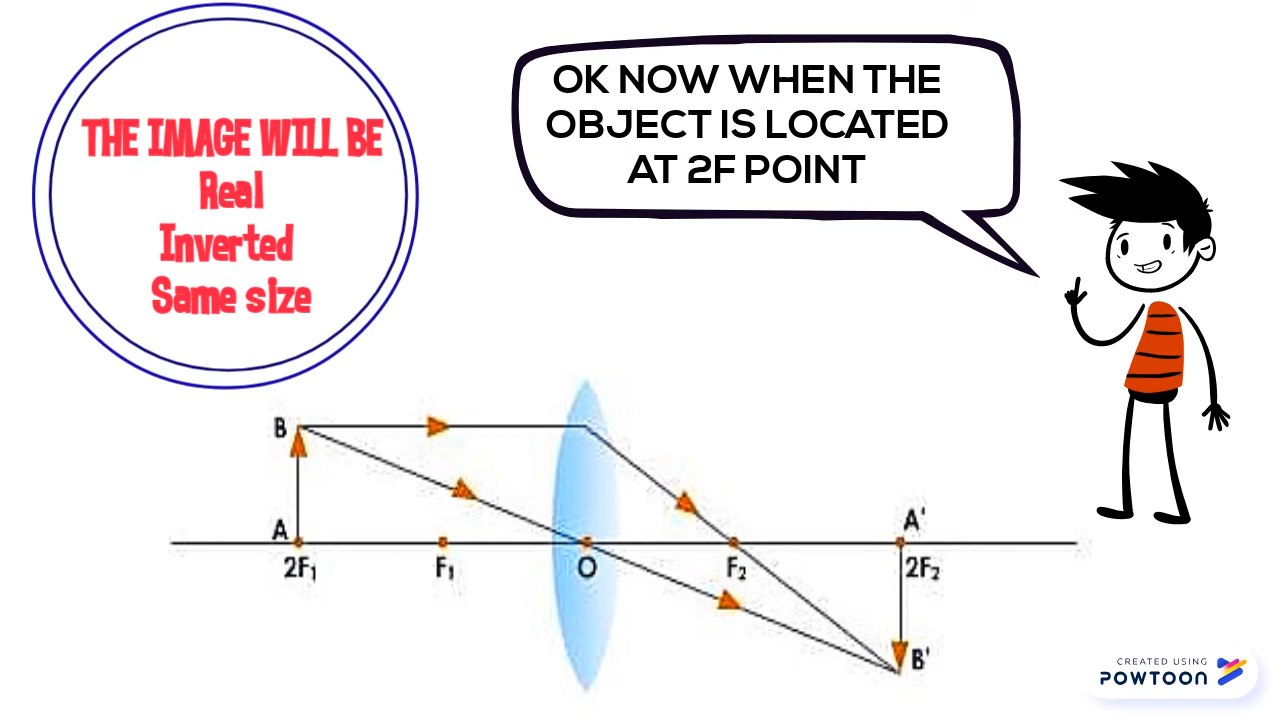 THE IMAGE WILL BE
Real
Inverted
Same size
OK NOW WHEN THE
OBJECT IS LOCATED
AT 2F POINT
B
A
2F₁
F₁
O
F₂
A'
2F₂
B'
CREATED USING
POWTOON